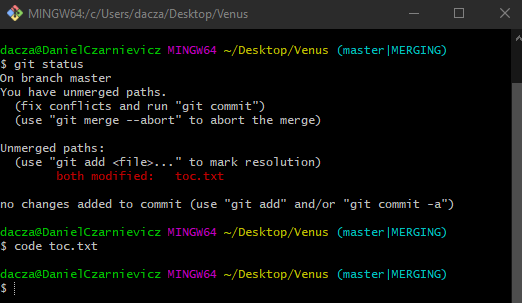 MINGW64:/c/Users/dacza/Desktop/Venus
dacza@DanielCzarnievicz MINGW64 ~/Desktop/Venus (master|MERGING)
$ git status
On branch master
You have unmerged paths.
  (fix conflicts and run "git commit")
  (use "git merge --abort" to abort the merge)

Unmerged paths:
  (use "git add <file>..." to mark resolution)
        both modified:   toc.txt

no changes added to commit (use "git add" and/or "git commit -a")

dacza@DanielCzarnievicz MINGW64 ~/Desktop/Venus (master|MERGING)
$ code toc.txt

dacza@DanielCzarnievicz MINGW64 ~/Desktop/Venus (master|MERGING)
$